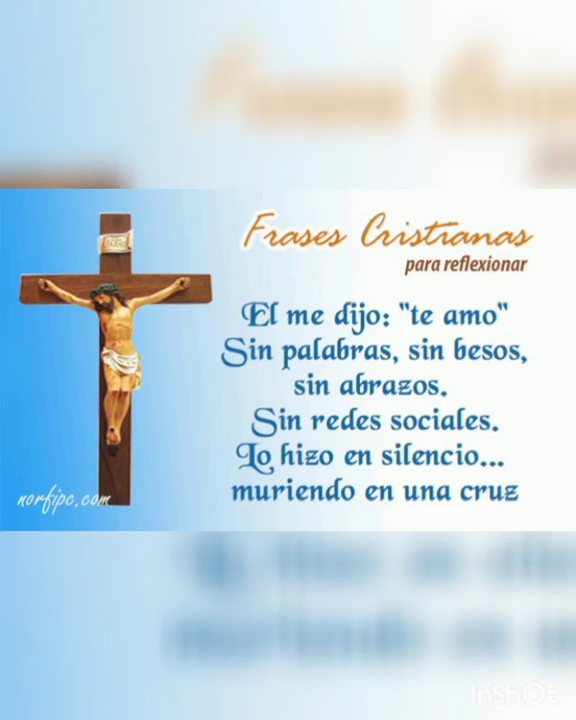 Frases Cristianas
para reflexionar
El me dijo: "te amo"
Sin palabras, sin besos,
sin abrazos.
Sin redes sociales.
Lo hizo en silencio...
muriendo en una cruz
INRI
norfipc.com
InShOt